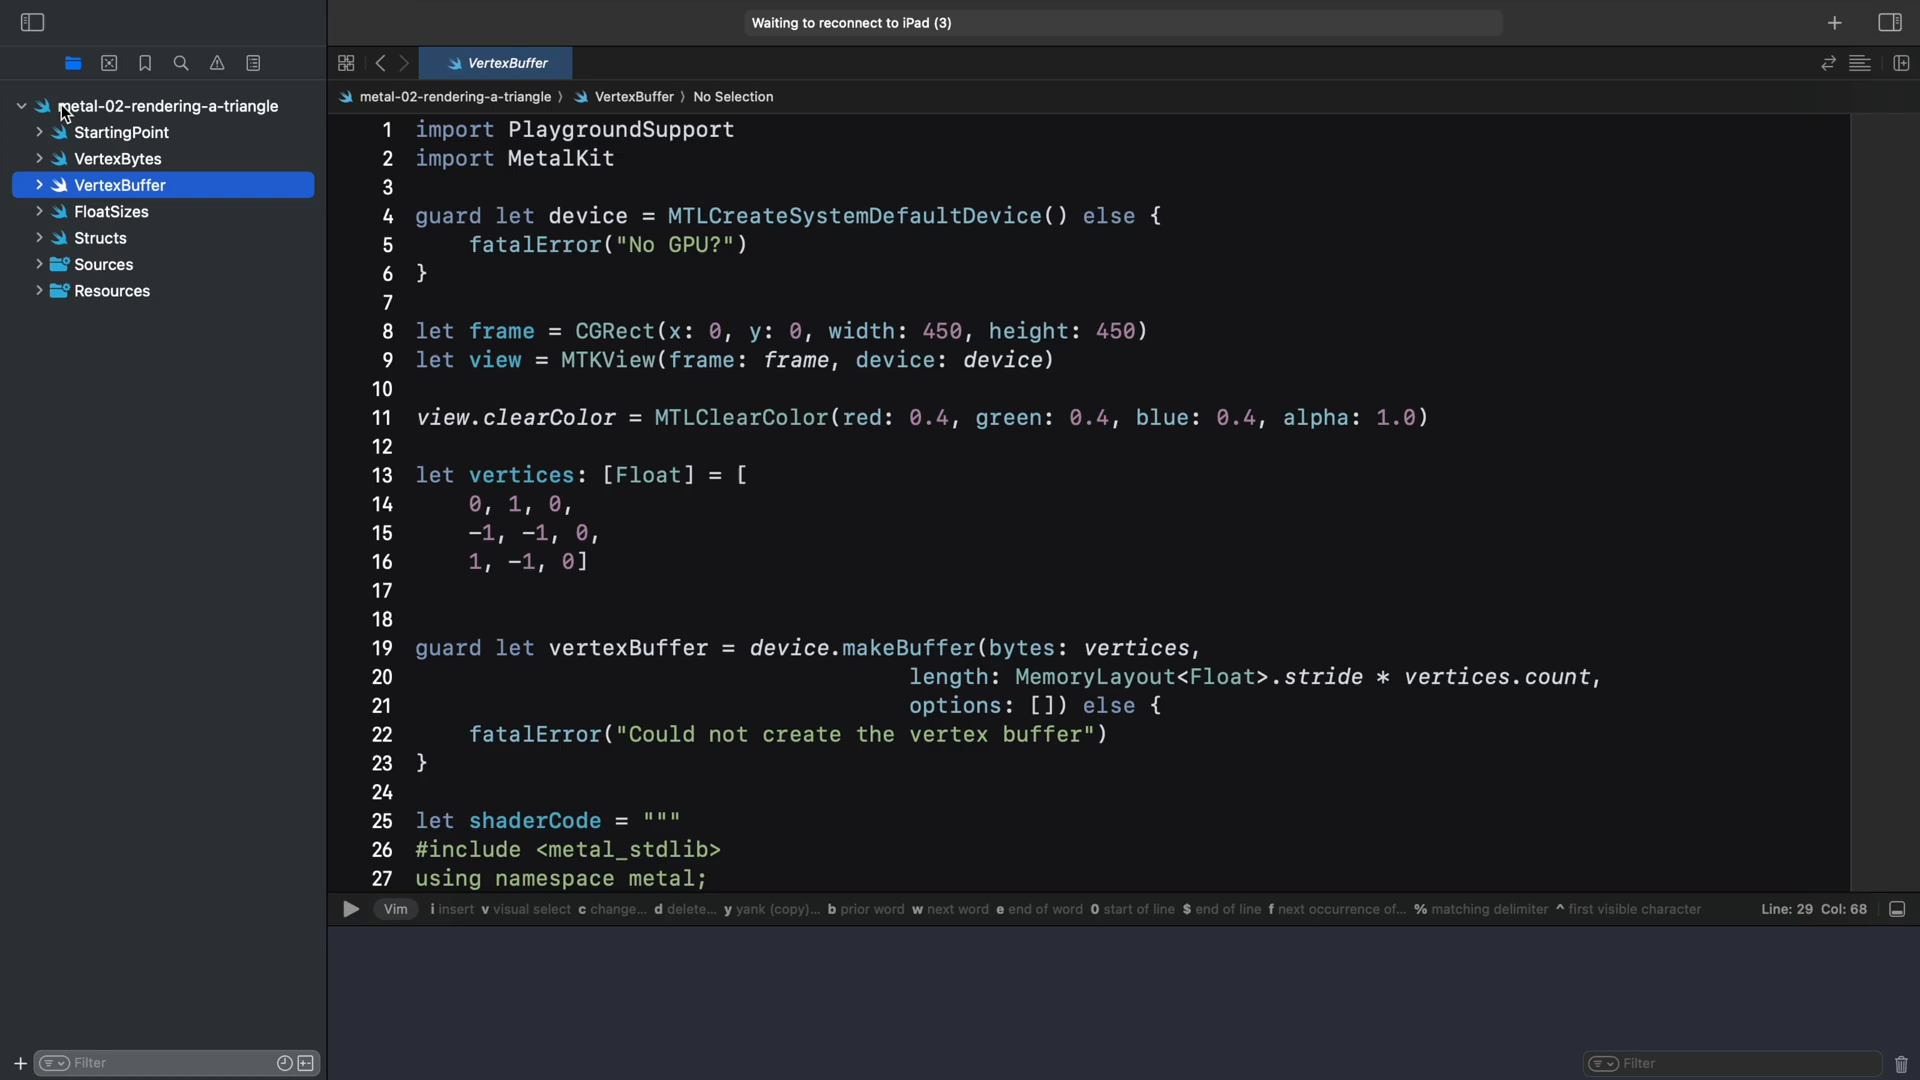 Waiting to reconnect to iPad (3)
VertexBuffer
metal-02-rendering-a-triangle
StartingPoint
VertexBytes
VertexBuffer
FloatSizes
Structs
Sources
Resources
metal-02-rendering-a-triangle 〉 VertexBuffer 〉 No Selection
1 import PlaygroundSupport
2 import MetalKit
3
4 guard let device = MTLCreateSystemDefaultDevice() else {
5 fatalError("No GPU?")
6 }
7
8 let frame = CGRect(x: 0, y: 0, width: 450, height: 450)
9 let view = MTKView(frame: frame, device: device)
10
11 view.clearColor = MTLClearColor(red: 0.4, green: 0.4, blue: 0.4, alpha: 1.0)
12
13 let vertices: [Float] = [
14 0, 1, 0,
15 -1, -1, 0,
16 1, -1, 0]
17
18
19 guard let vertexBuffer = device.makeBuffer(bytes: vertices,
20 length: MemoryLayout<Float>.stride * vertices.count,
21 options: []) else {
22 fatalError("Could not create the vertex buffer")
23 }
24
25 let shaderCode = """
26 #include <metal_stdlib>
27 using namespace metal;
Vim i insert v visual select c change... d delete... y yank (copy)... b prior word w next word e end of word 0 start of line $ end of line f next occurrence of... % matching delimiter ^ first visible character Line: 29 Col: 68
Filter
Filter